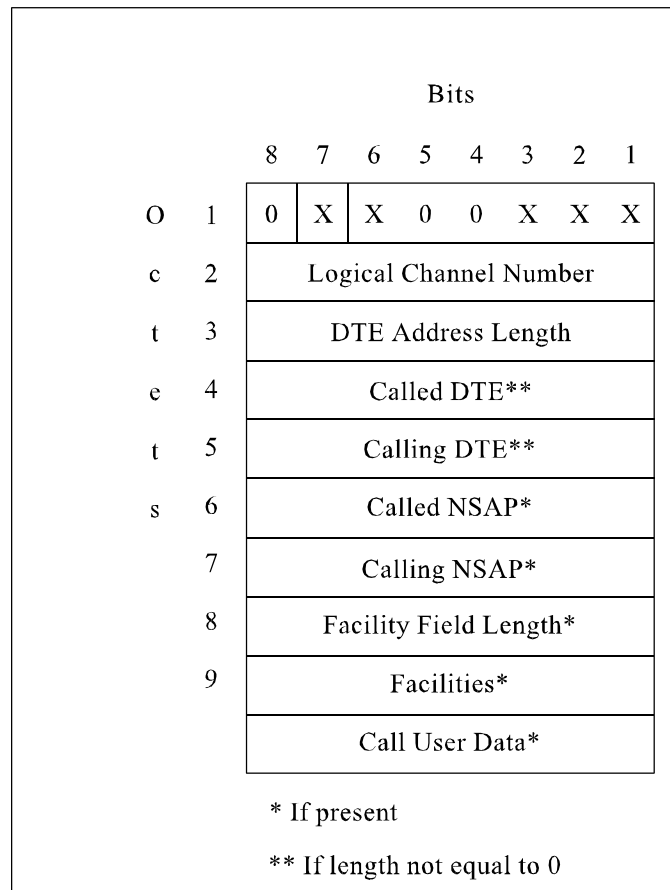 Bits
8 7 6 5 4 3 2 1
O 1 0 X X 0 0 X X X
c 2 Logical Channel Number
t 3 DTE Address Length
e 4 Called DTE**
t 5 Calling DTE**
s 6 Called NSAP*
7 Calling NSAP*
8 Facility Field Length*
9 Facilities*
Call User Data*
* If present
** If length not equal to 0